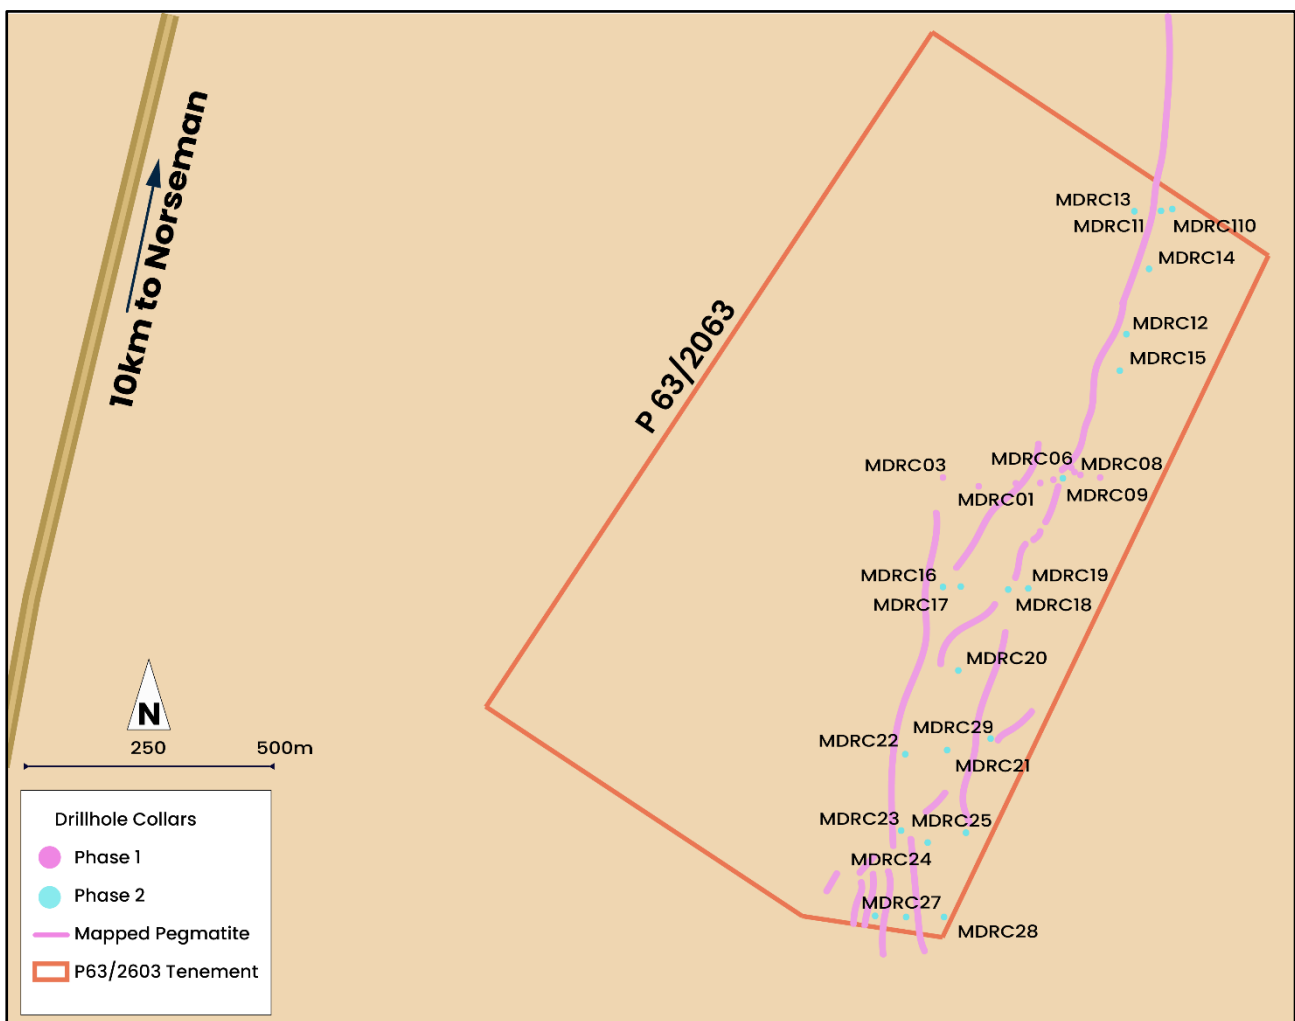 10km to Norseman
P 63/2063
MDRC13
MDRC11
MDRC110
MDRC14
MDRC12
MDRC15
MDRC03
MDRC06
MDRC08
MDRC01
MDRC09
MDRC16
MDRC19
MDRC17
MDRC18
MDRC20
MDRC29
MDRC22
MDRC21
MDRC23
MDRC25
MDRC24
MDRC27
MDRC28
N
250
500m
Drillhole Collars
Phase 1
Phase 2
Mapped Pegmatite
P63/2603 Tenement